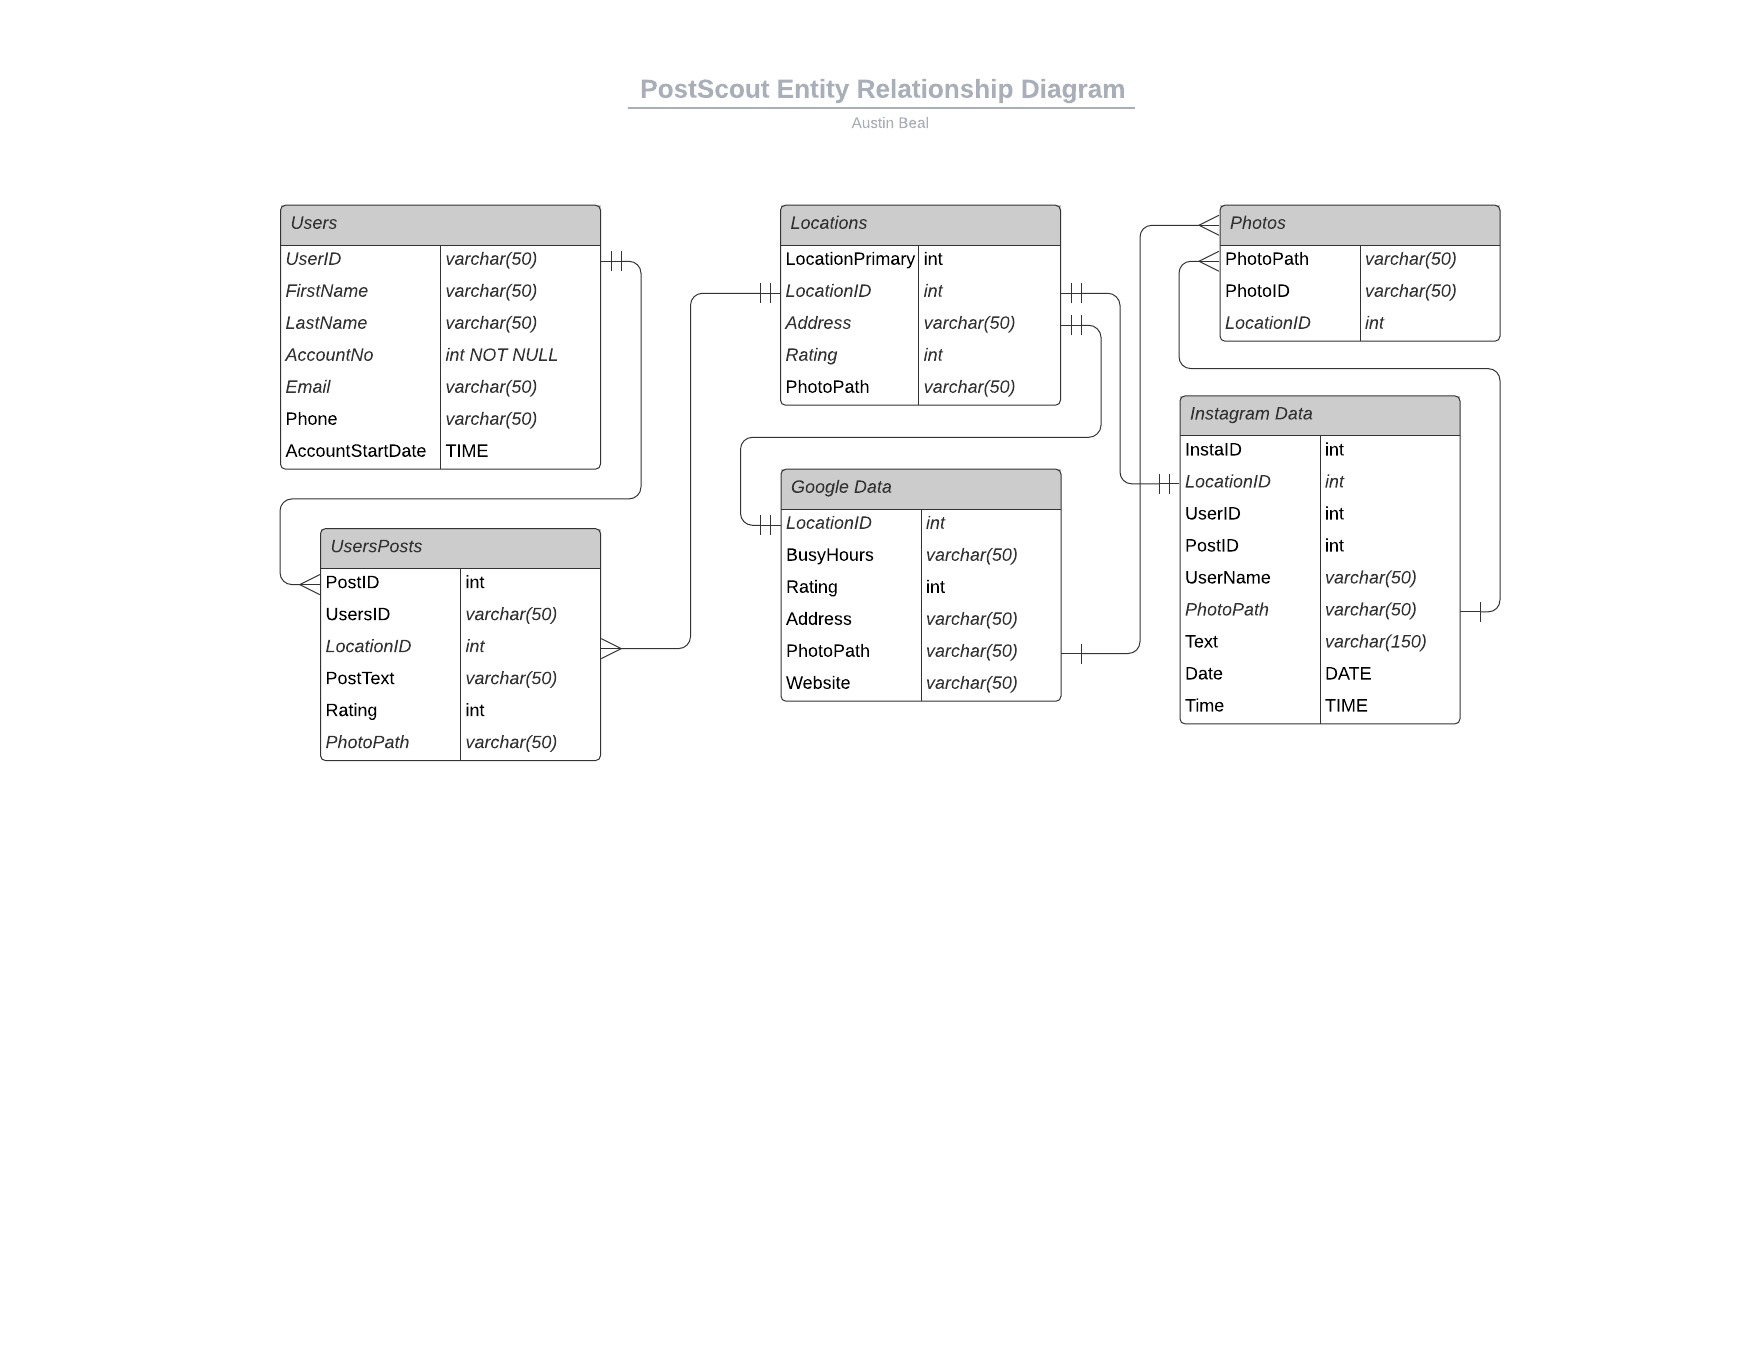 PostScout Entity Relationship Diagram
Austin Beal
Users
UserID varchar(50)
FirstName varchar(50)
LastName varchar(50)
AccountNo int NOT NULL
Email varchar(50)
Phone varchar(50)
AccountStartDate TIME
UsersPosts
PostID int
UsersID varchar(50)
LocationID int
PostText varchar(50)
Rating int
PhotoPath varchar(50)
Locations
LocationPrimary int
LocationID int
Address varchar(50)
Rating int
PhotoPath varchar(50)
Google Data
LocationID int
BusyHours varchar(50)
Rating int
Address varchar(50)
PhotoPath varchar(50)
Website varchar(50)
Photos
PhotoPath varchar(50)
PhotoID varchar(50)
LocationID int
Instagram Data
InstaID int
LocationID int
UserID int
PostID int
UserName varchar(50)
PhotoPath varchar(50)
Text varchar(150)
Date DATE
Time TIME